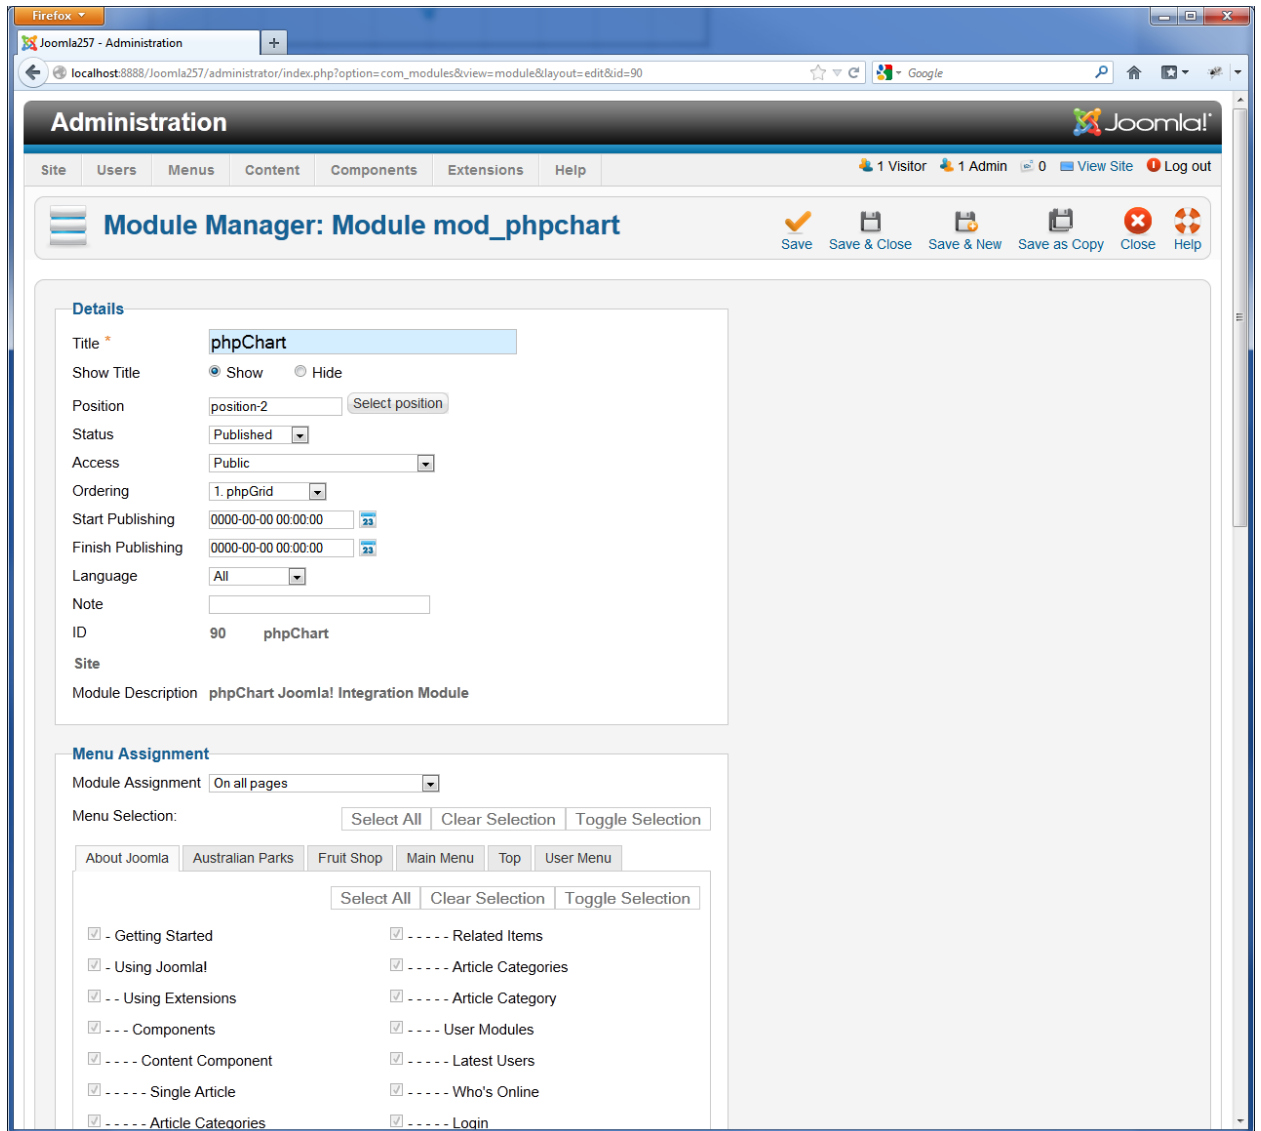 Firefox
Joomla257 - Administration
localhost:8888/Joomla257/administrator/index.php?option=com_modules&view=module&layout=edit&id=90
Google
Administration
Joomla!
Site Users Menus Content Components Extensions Help
1 Visitor 1 Admin 0 View Site Log out
Module Manager: Module mod_phpchart
Save Save & Close Save & New Save as Copy Close Help
Details
Title * phpChart
Show Title Show Hide
Position position-2 Select position
Status Published
Access Public
Ordering 1. phpGrid
Start Publishing 0000-00-00 00:00:00 23
Finish Publishing 0000-00-00 00:00:00 23
Language All
Note
ID 90 phpChart
Site
Module Description phpChart Joomla! Integration Module
Menu Assignment
Module Assignment On all pages
Menu Selection: Select All Clear Selection Toggle Selection
About Joomla Australian Parks Fruit Shop Main Menu Top User Menu
Select All Clear Selection Toggle Selection
- Getting Started - - - - - Related Items
- Using Joomla! - - - - - Article Categories
- - Using Extensions - - - - - Article Category
- - - Components - - - - User Modules
- - - - Content Component - - - - - Latest Users
- - - - - Single Article - - - - - Who's Online
- - - - - Article Categories - - - - - Login